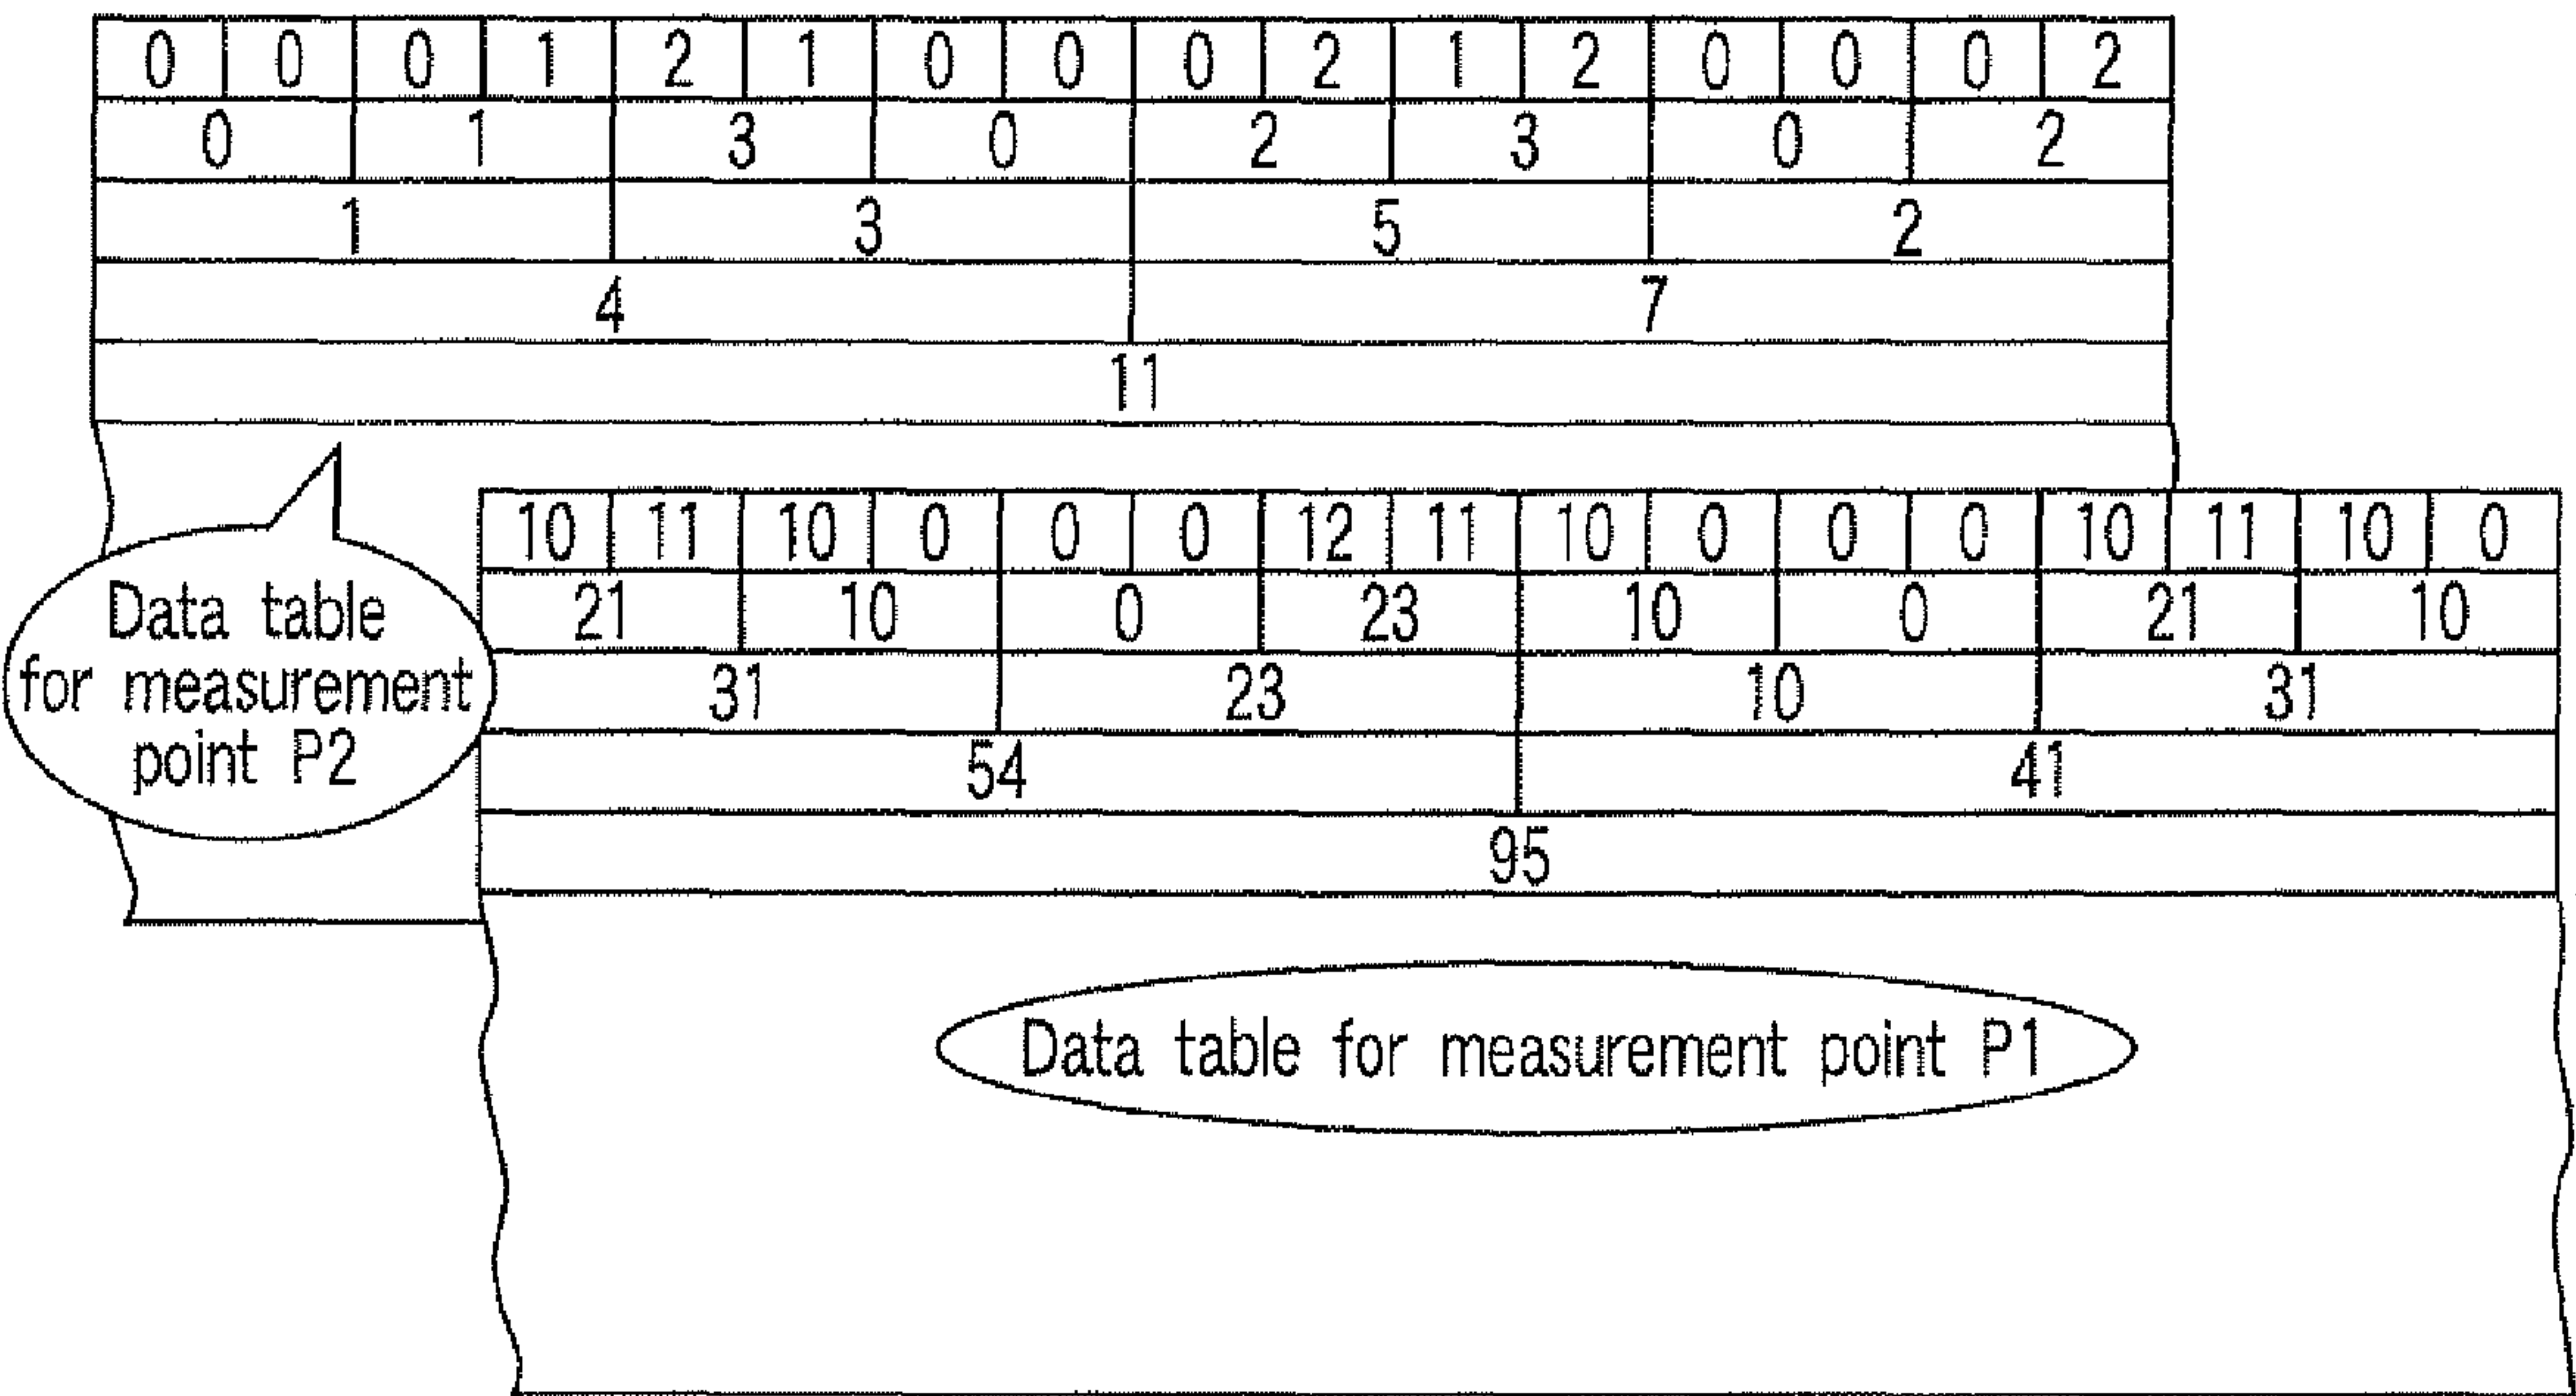 0 0 0 1 2 1 0 0 0 2 1 2 0 0 0 2
0 1 3 0 2 3 0 2
1 3 5 2
4 7
11
Data table
for measurement
point P2
10 11 10 0 0 0 12 11 10 0 0 0 10 11 10 0
21 10 0 23 10 0 21 10
31 23 10 31
54 41
95
Data table for measurement point P1